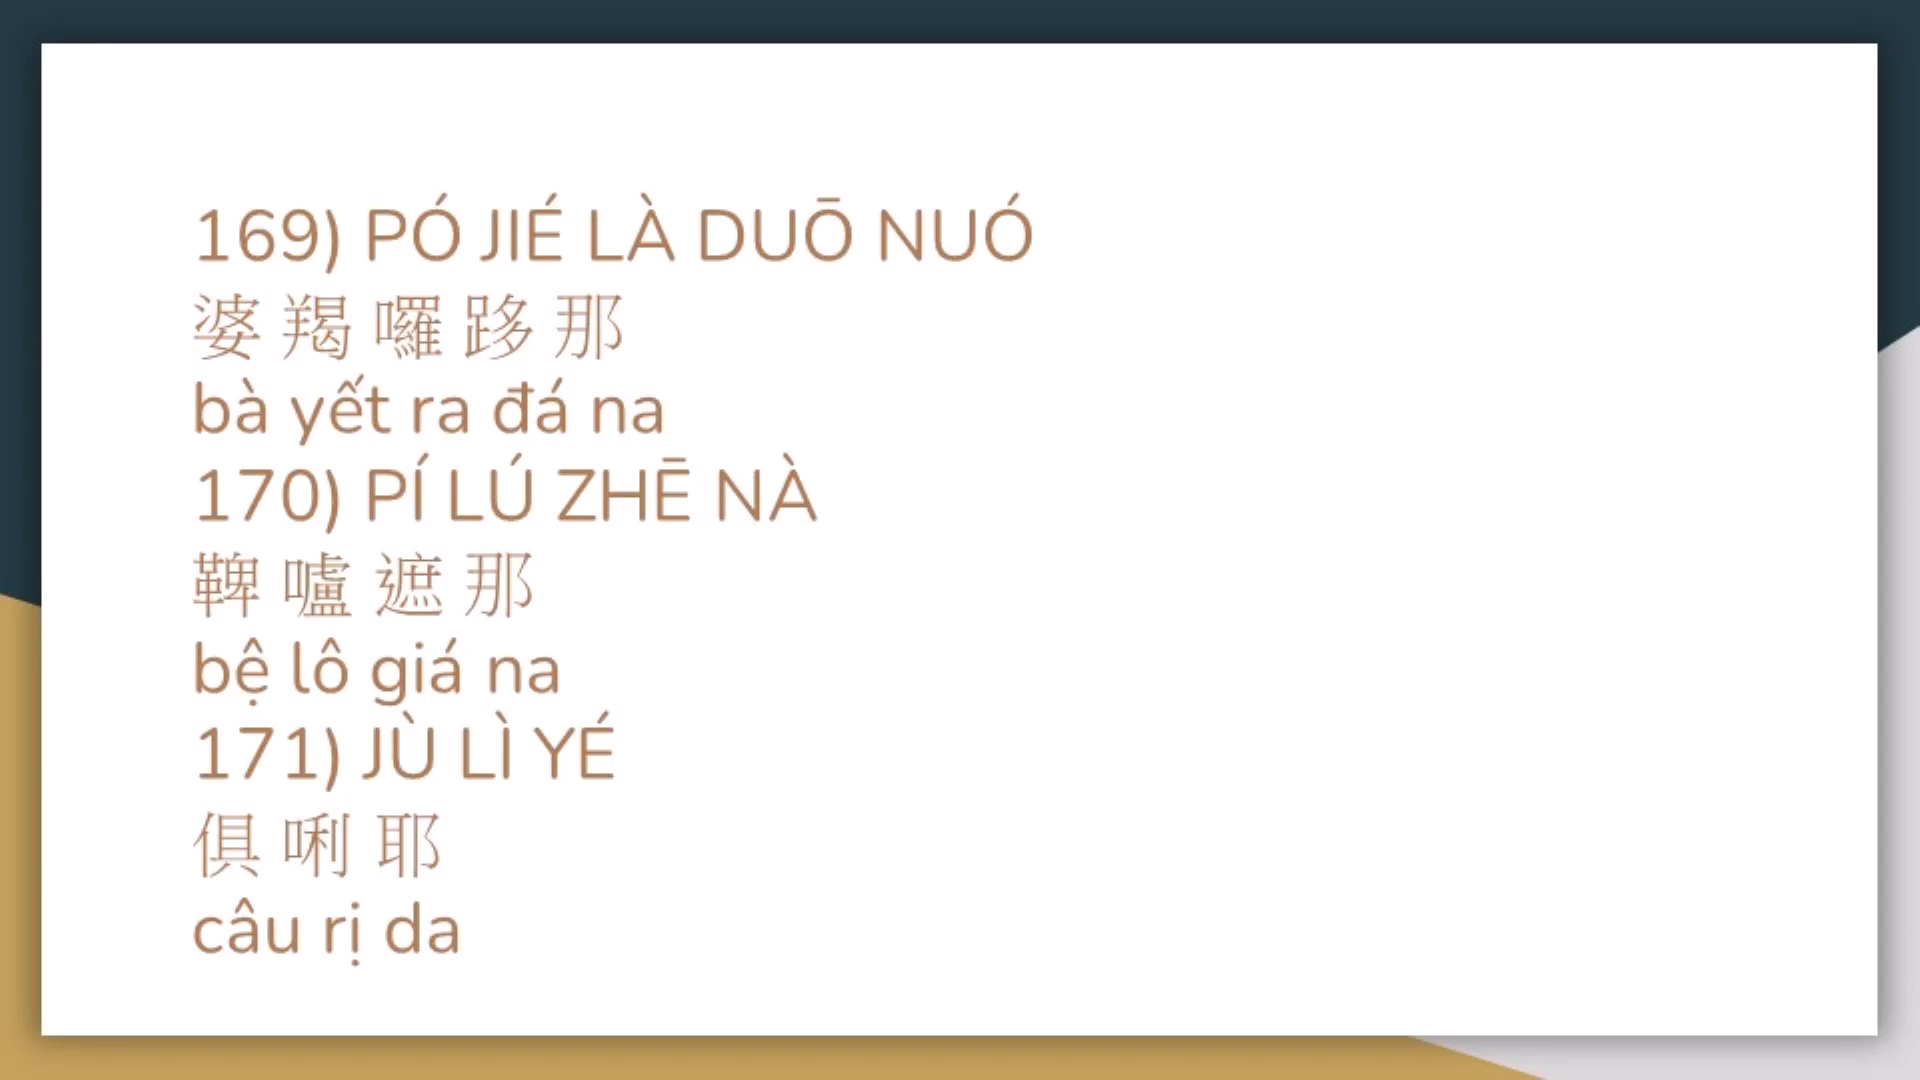 169) PÓ JIÉ LÀ DUŌ NUÓ
婆 羯 囉 跢 那
bà yết ra đá na
170) PÍ LÚ ZHĒ NÀ
鞞 嚧 遮 那
bệ lô giá na
171) JÙ LÌ YÉ
俱 唎 耶
câu rị da